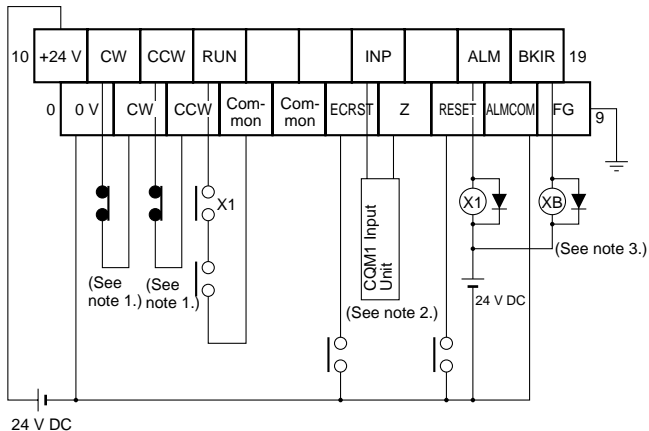 10 +24 V CW CCW RUN INP ALM BKIR 19
0 0 V CW CCW Com-
mon Com-
mon ECRST Z RESET ALMCOM FG 9
X1
X1
XB
CQM1 Input
Unit
(See
note 1.)
(See
note 1.)
(See note 2.)
(See note 3.)
24 V DC
24 V DC